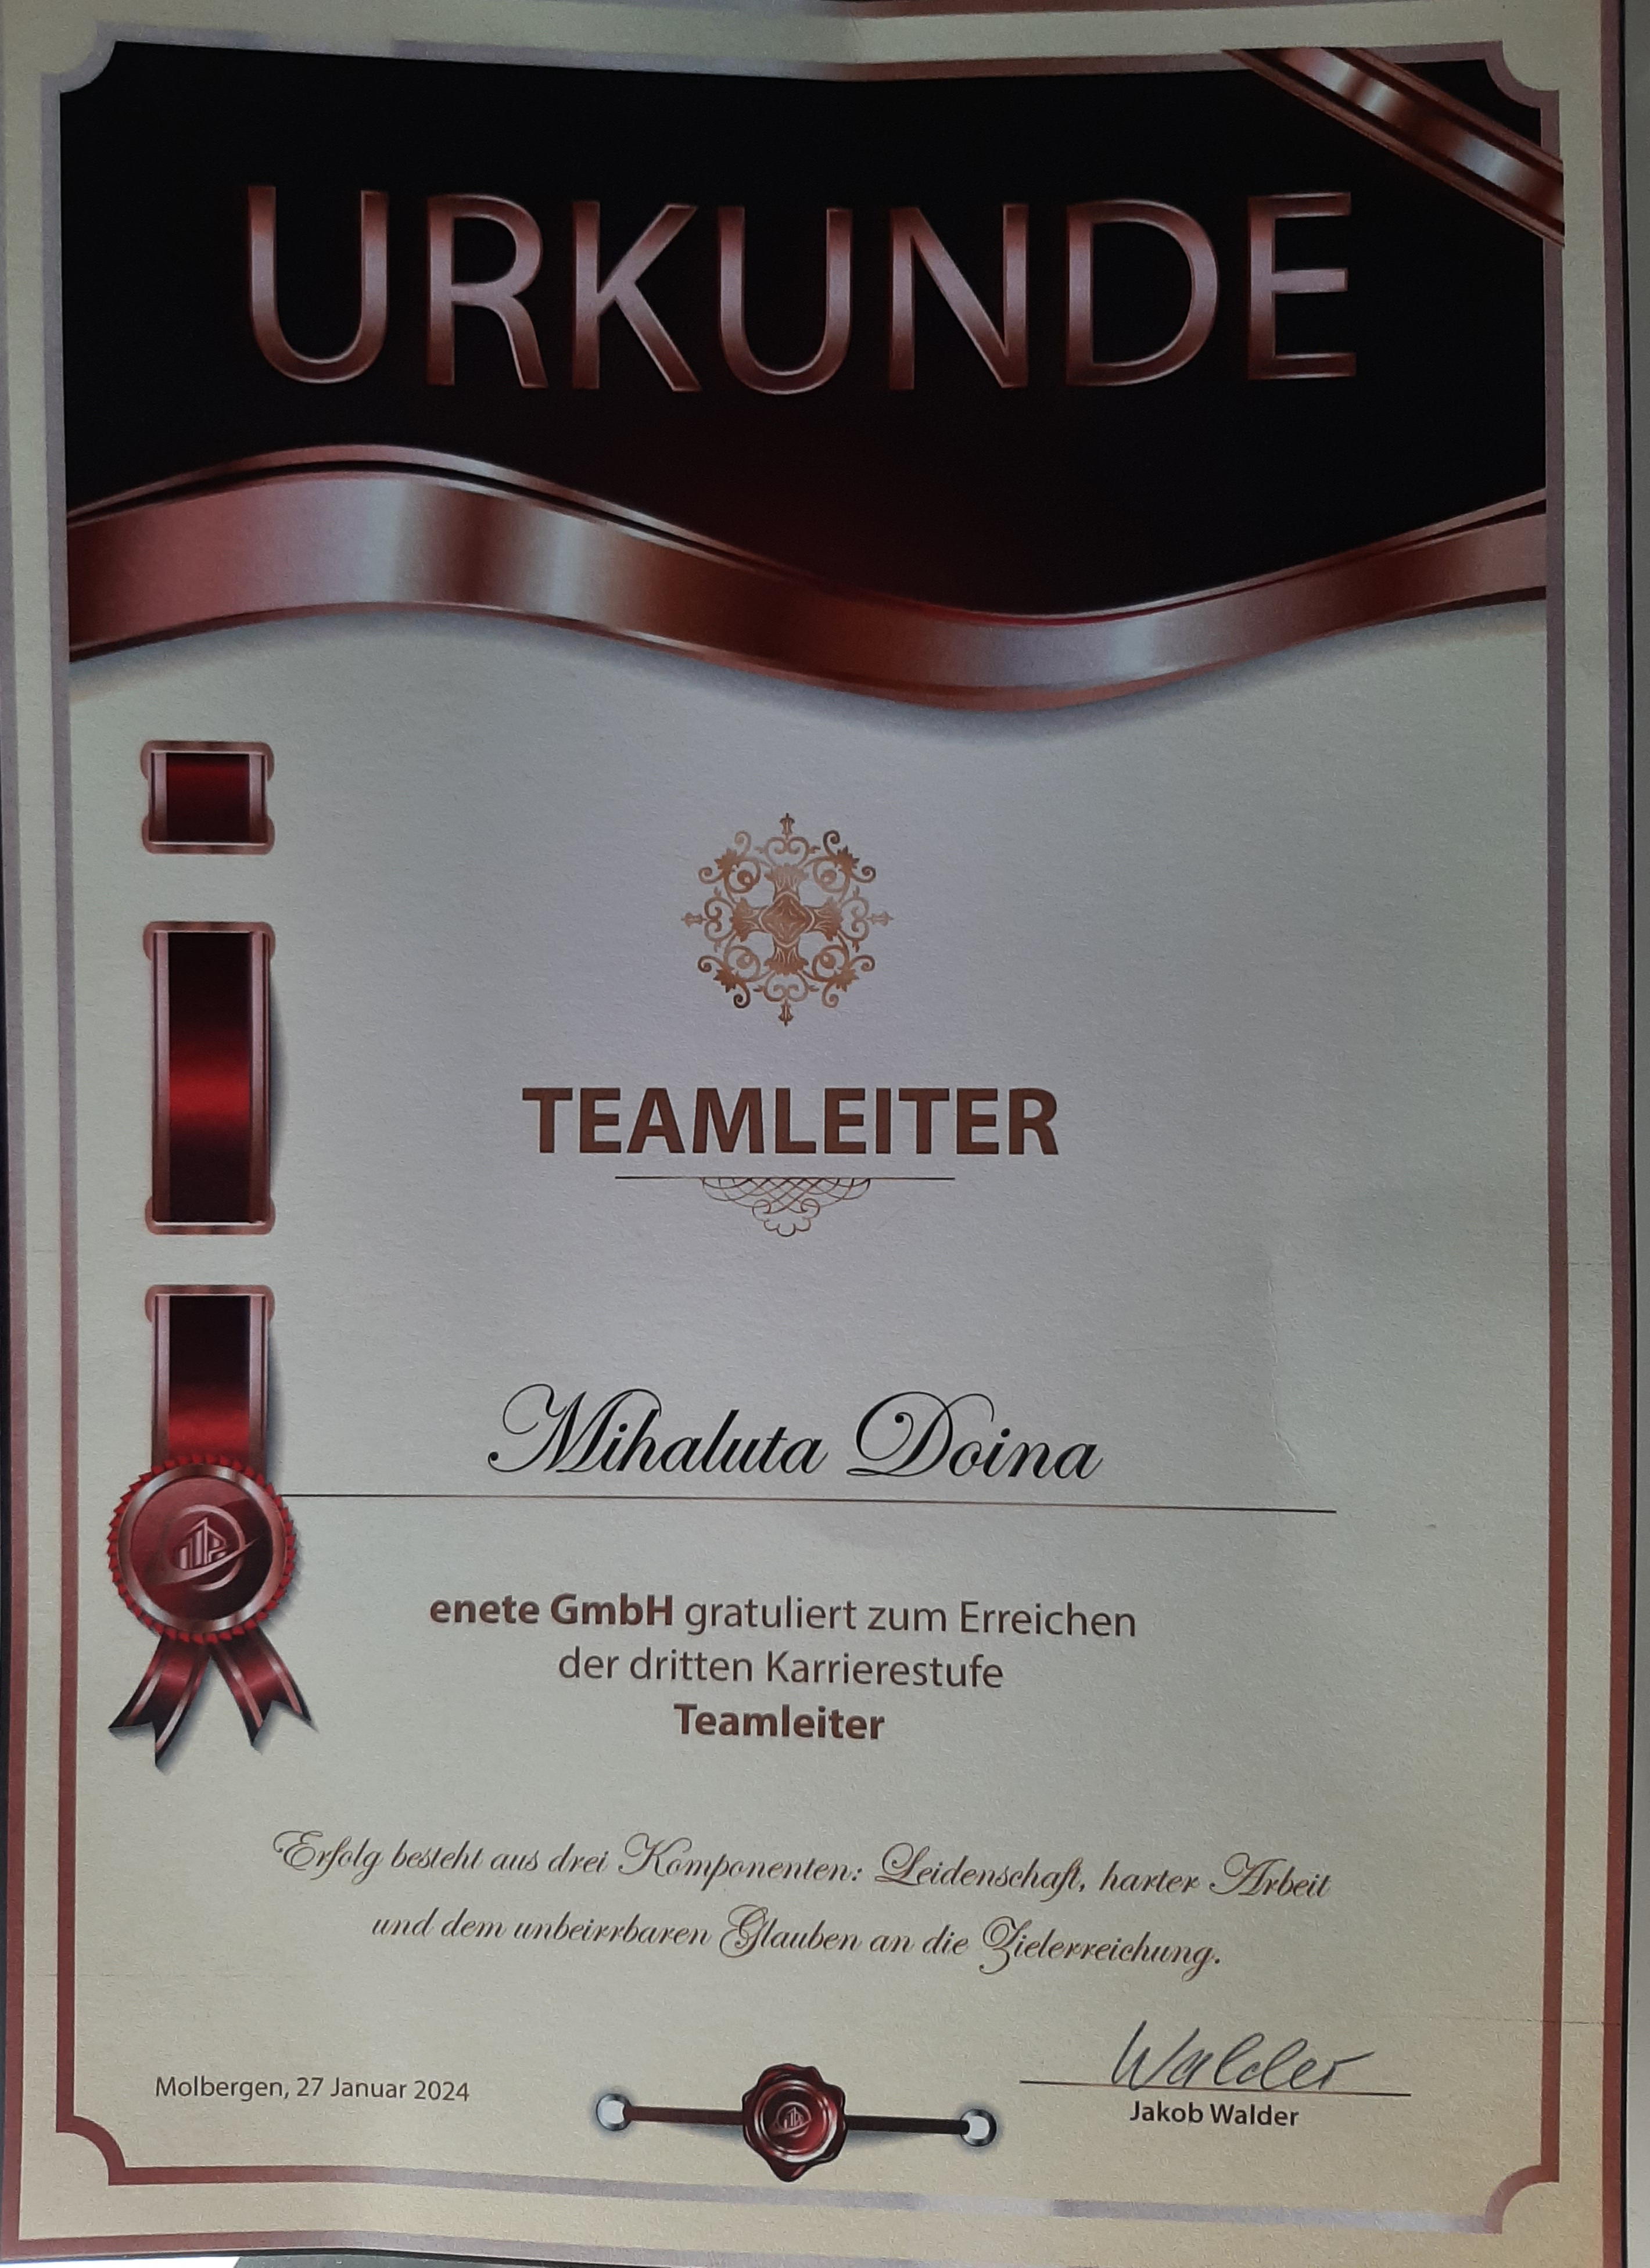 URKUNDE
TEAMLEITER
Mihaluta Doina
enete GmbH gratuliert zum Erreichen
der dritten Karrierestufe
Teamleiter
Erfolg besteht aus drei Komponenten: Leidenschaft, harter Arbeit
und dem unbeirrbaren Glauben an die Zielerreichung.
Walder
Molbergen, 27 Januar 2024
Jakob Walder